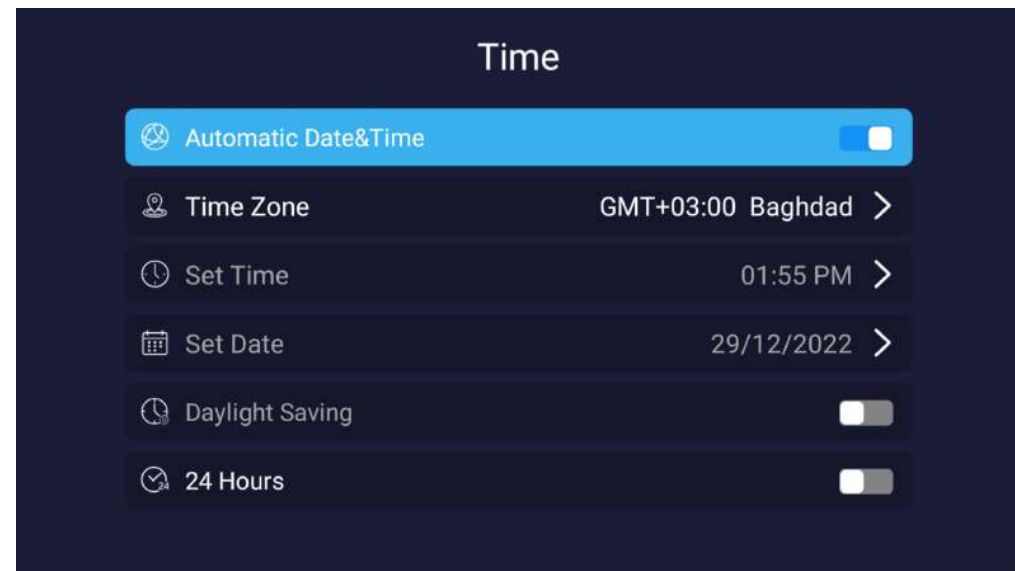 Time
Automatic Date&Time
Time Zone GMT+03:00 Baghdad
Set Time 01:55 PM
Set Date 29/12/2022
Daylight Saving
24 Hours